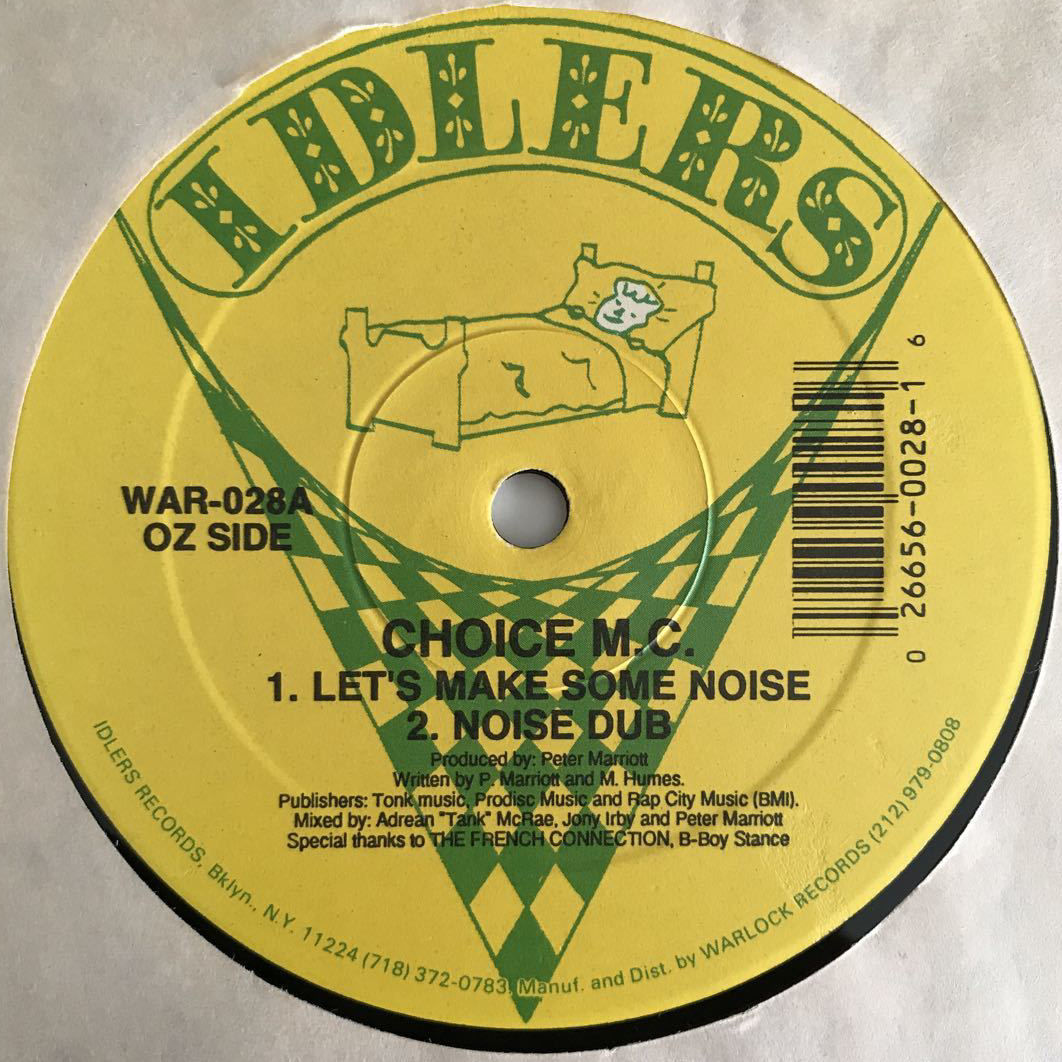 IDLERS
WAR-028A
OZ SIDE
0 26656-0028-1 6
CHOICE M.C.
1. LET'S MAKE SOME NOISE
2. NOISE DUB
Produced by: Peter Marriott
Written by P. Marriott and M. Humes.
Publishers: Tonk music, Prodisc Music and Rap City Music (BMI).
Mixed by: Adrean "Tank" McRae, Jony Irby and Peter Marriott
Special thanks to THE FRENCH CONNECTION, B-Boy Stance
IDLERS RECORDS, Bklyn., N.Y. 11224 (718) 372-0783, Manuf. and Dist. by WARLOCK RECORDS (212) 979-0808